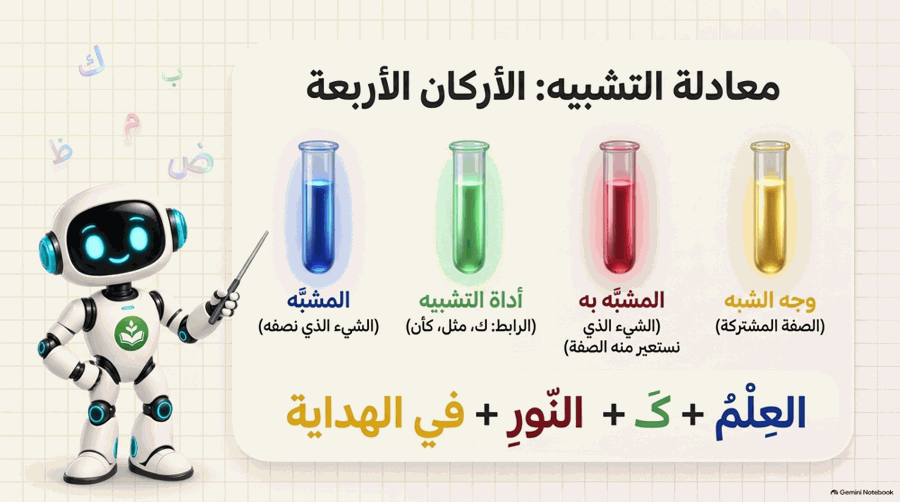 ك
ب
م
ظ
ض
معادلة التشبيه: الأركان الأربعة
وجه الشبه
(الصفة المشتركة)
المشبَّه به
(الشيء الذي
نستعير منه الصفة)
أداة التشبيه
(الرابط: ك، مثل، كأن)
المشبَّه
(الشيء الذي نصفه)
العِلْمُ + كَ + النّورِ + في الهداية
Gemini Notebook